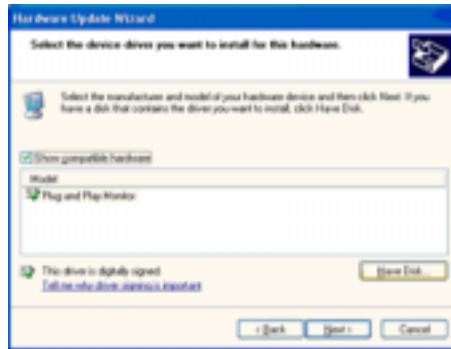 Hardware Update Wizard
Select the device driver you want to install for this hardware.
Select the manufacturer and model of your hardware device and then click Next. If you
have a disk that contains the driver you want to install, click Have Disk.
Show compatible hardware
Model
Plug and Play Monitor
This driver is digitally signed.
Tell me why driver signing is important
Have Disk...
< Back
Next >
Cancel